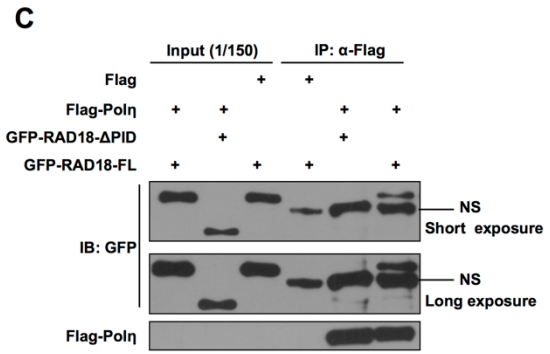 C
Input (1/150) IP: α-Flag
Flag + +
Flag-Polη + + + +
GFP-RAD18-ΔPID + +
GFP-RAD18-FL + + + +
IB: GFP
NS
Short exposure
NS
Long exposure
Flag-Polη